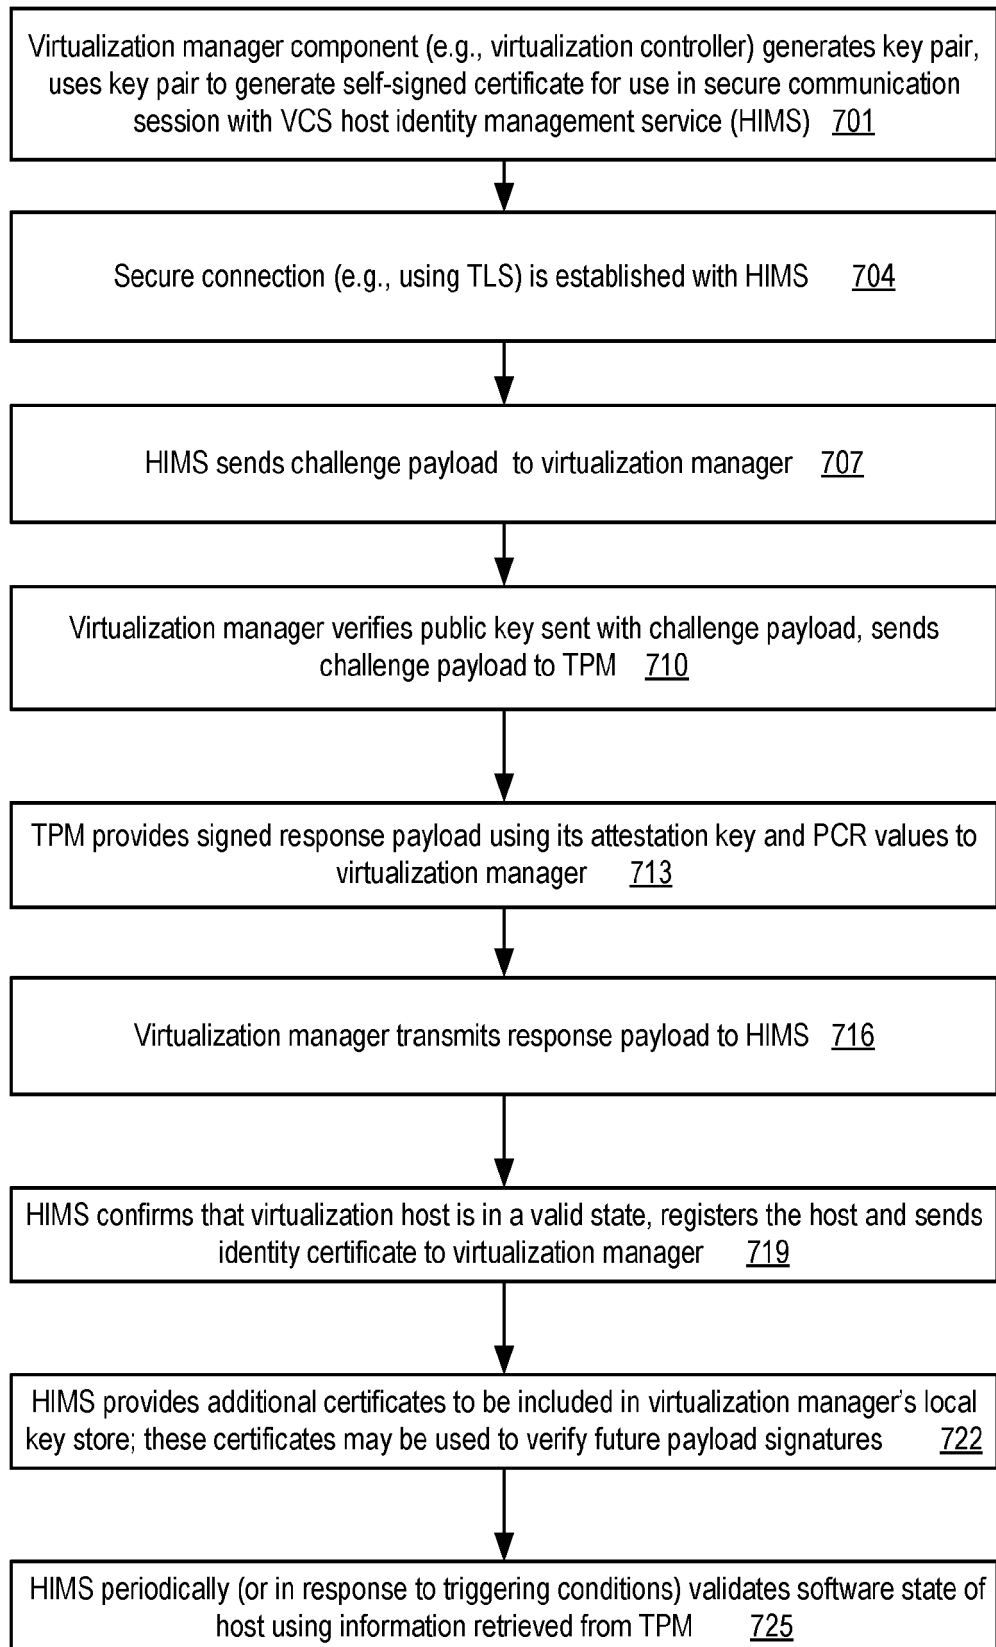 Virtualization manager component (e.g., virtualization controller) generates key pair,
uses key pair to generate self-signed certificate for use in secure communication
session with VCS host identity management service (HIMS) 701
Secure connection (e.g., using TLS) is established with HIMS 704
HIMS sends challenge payload to virtualization manager 707
Virtualization manager verifies public key sent with challenge payload, sends
challenge payload to TPM 710
TPM provides signed response payload using its attestation key and PCR values to
virtualization manager 713
Virtualization manager transmits response payload to HIMS 716
HIMS confirms that virtualization host is in a valid state, registers the host and sends
identity certificate to virtualization manager 719
HIMS provides additional certificates to be included in virtualization manager's local
key store; these certificates may be used to verify future payload signatures 722
HIMS periodically (or in response to triggering conditions) validates software state of
host using information retrieved from TPM 725